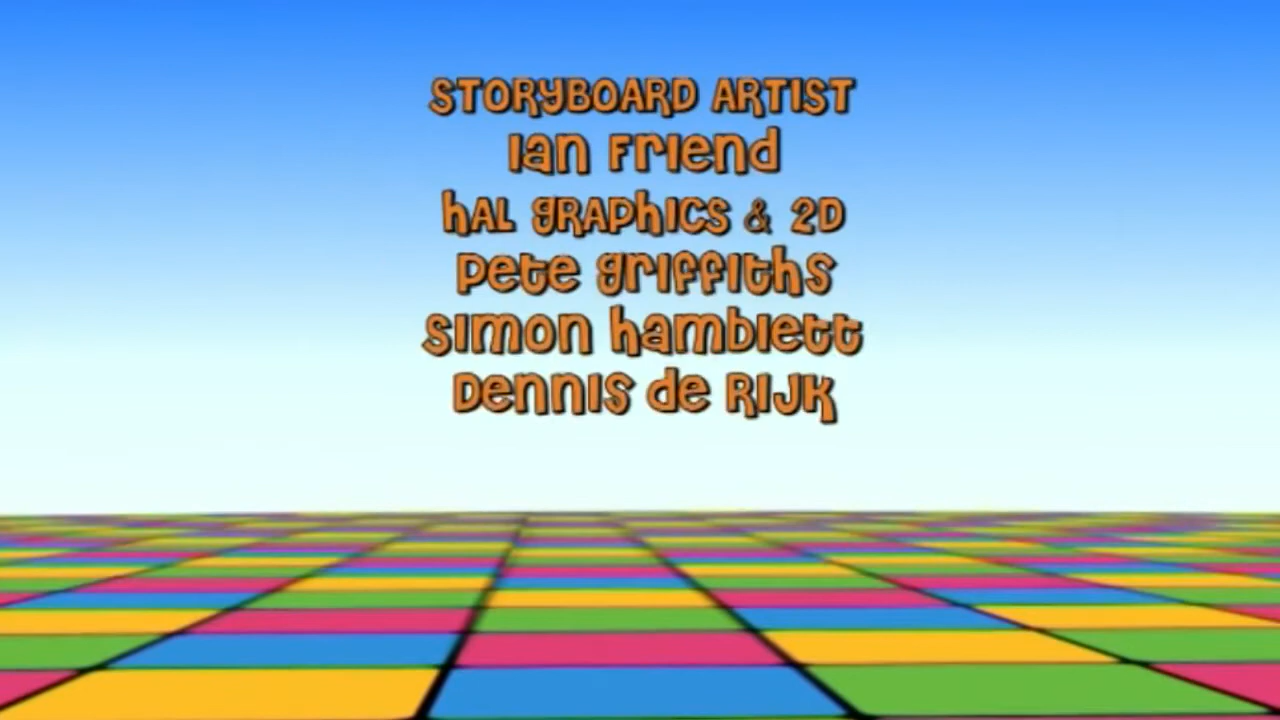 STORYBOARD ARTIST
Ian Friend
HAL GRAPHICS & 2D
Pete Griffiths
Simon Hamblett
Dennis de Rijk